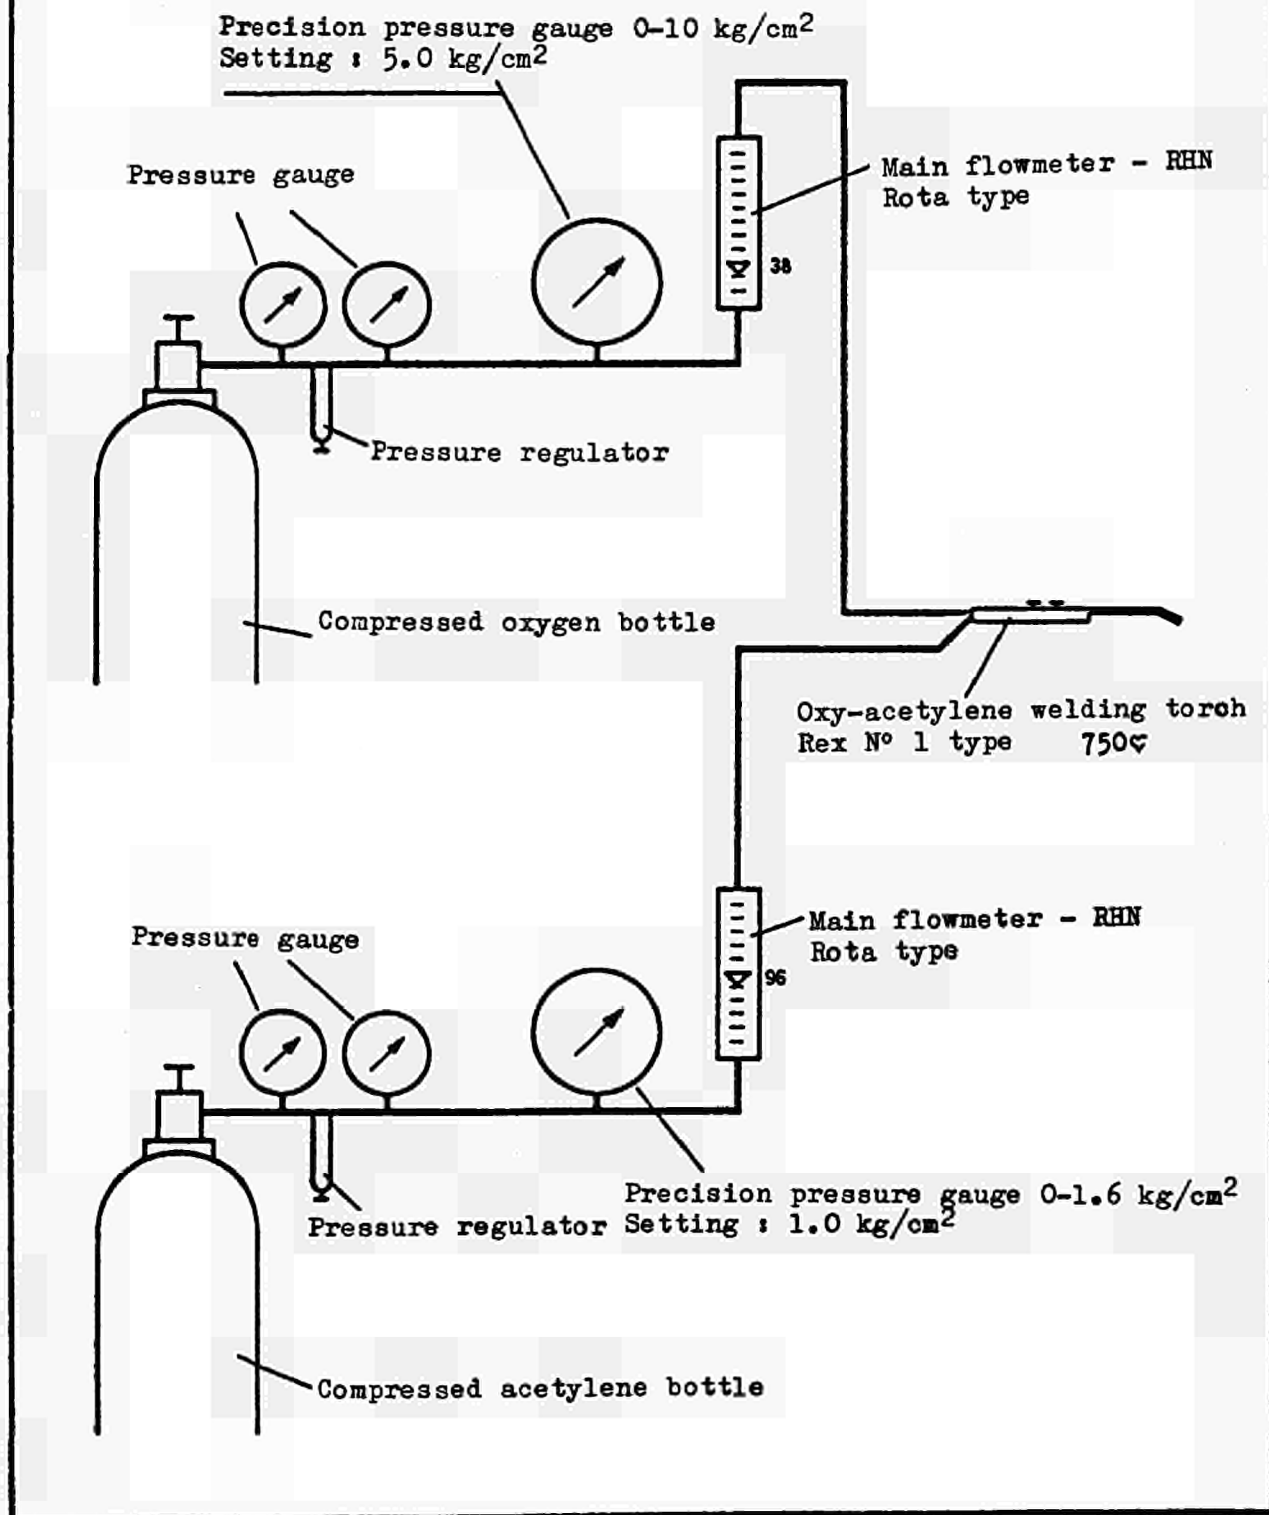 Precision pressure gauge 0-10 kg/cm²
Setting : 5.0 kg/cm²
Pressure gauge
Main flowmeter - RHN
Rota type
38
Pressure regulator
Compressed oxygen bottle
Oxy-acetylene welding torch
Rex Nº 1 type 750
Main flowmeter - RHN
Rota type
96
Pressure gauge
Precision pressure gauge 0-1.6 kg/cm²
Setting : 1.0 kg/cm²
Pressure regulator
Compressed acetylene bottle